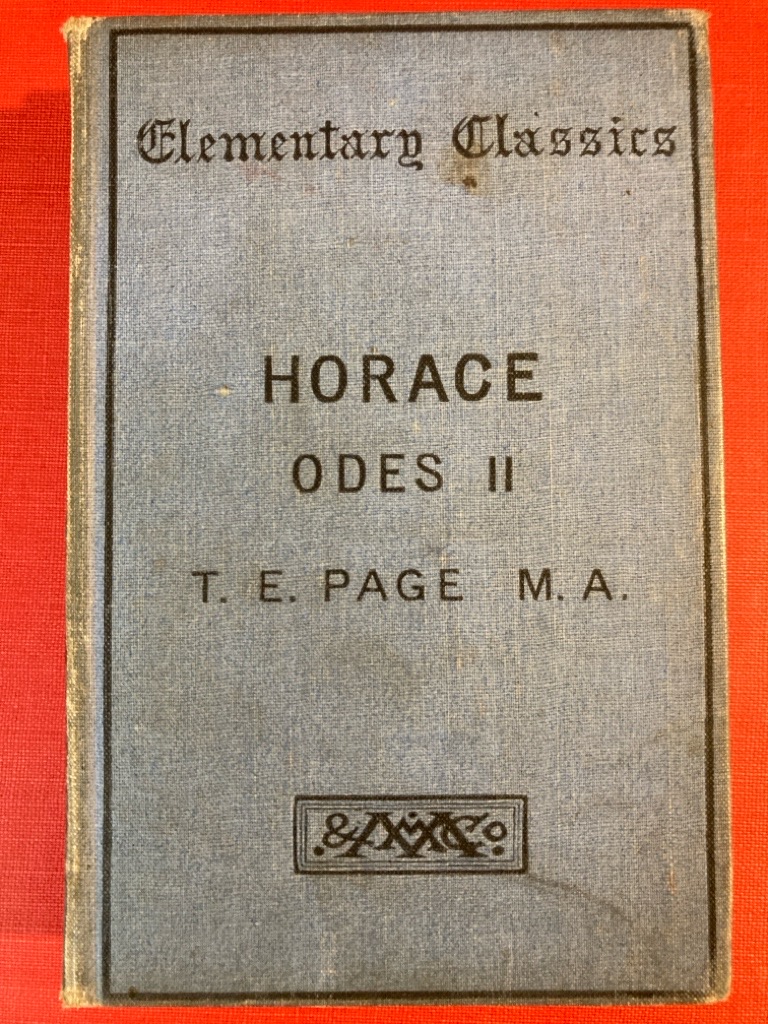 Elementary Classics
HORACE
ODES II
T. E. PAGE M. A.